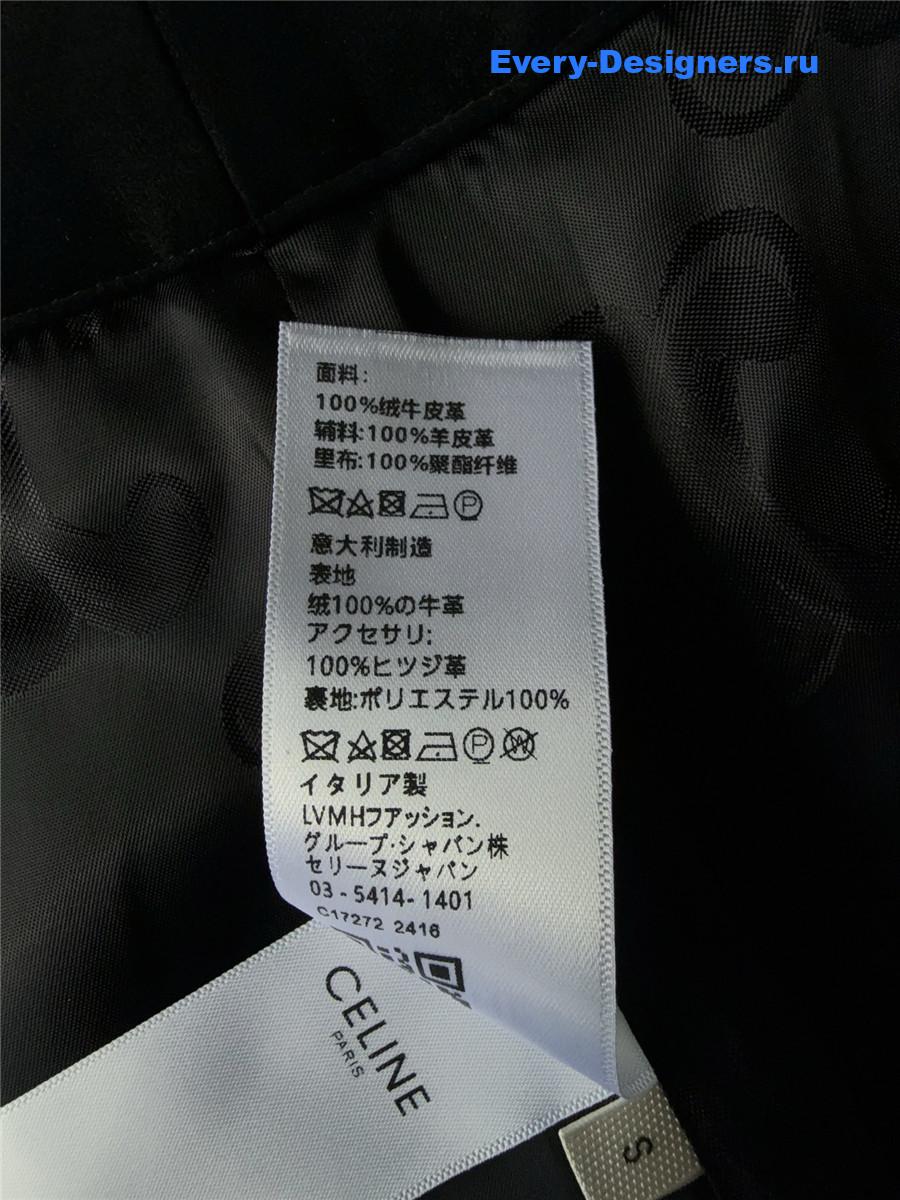 Every-Designers.ru
面料:
100%绒牛皮革
辅料:100%羊皮革
里布:100%聚酯纤维
P
意大利制造
表地
绒100%の牛革
アクセサリ:
100%ヒツジ革
裏地:ポリエステル100%
P W
イタリア製
LVMHフアッション.
グループ·シャパン株
セリーヌジャパン
03-5414-1401
C17272 2416
CELINE
PARIS
S